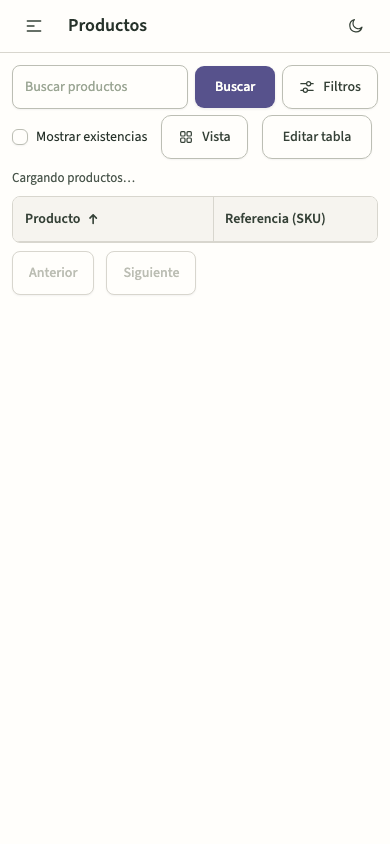 Productos
Buscar productos
Buscar
Filtros
Mostrar existencias
Vista
Editar tabla
Cargando productos…
Producto ↑
Referencia (SKU)
Anterior
Siguiente